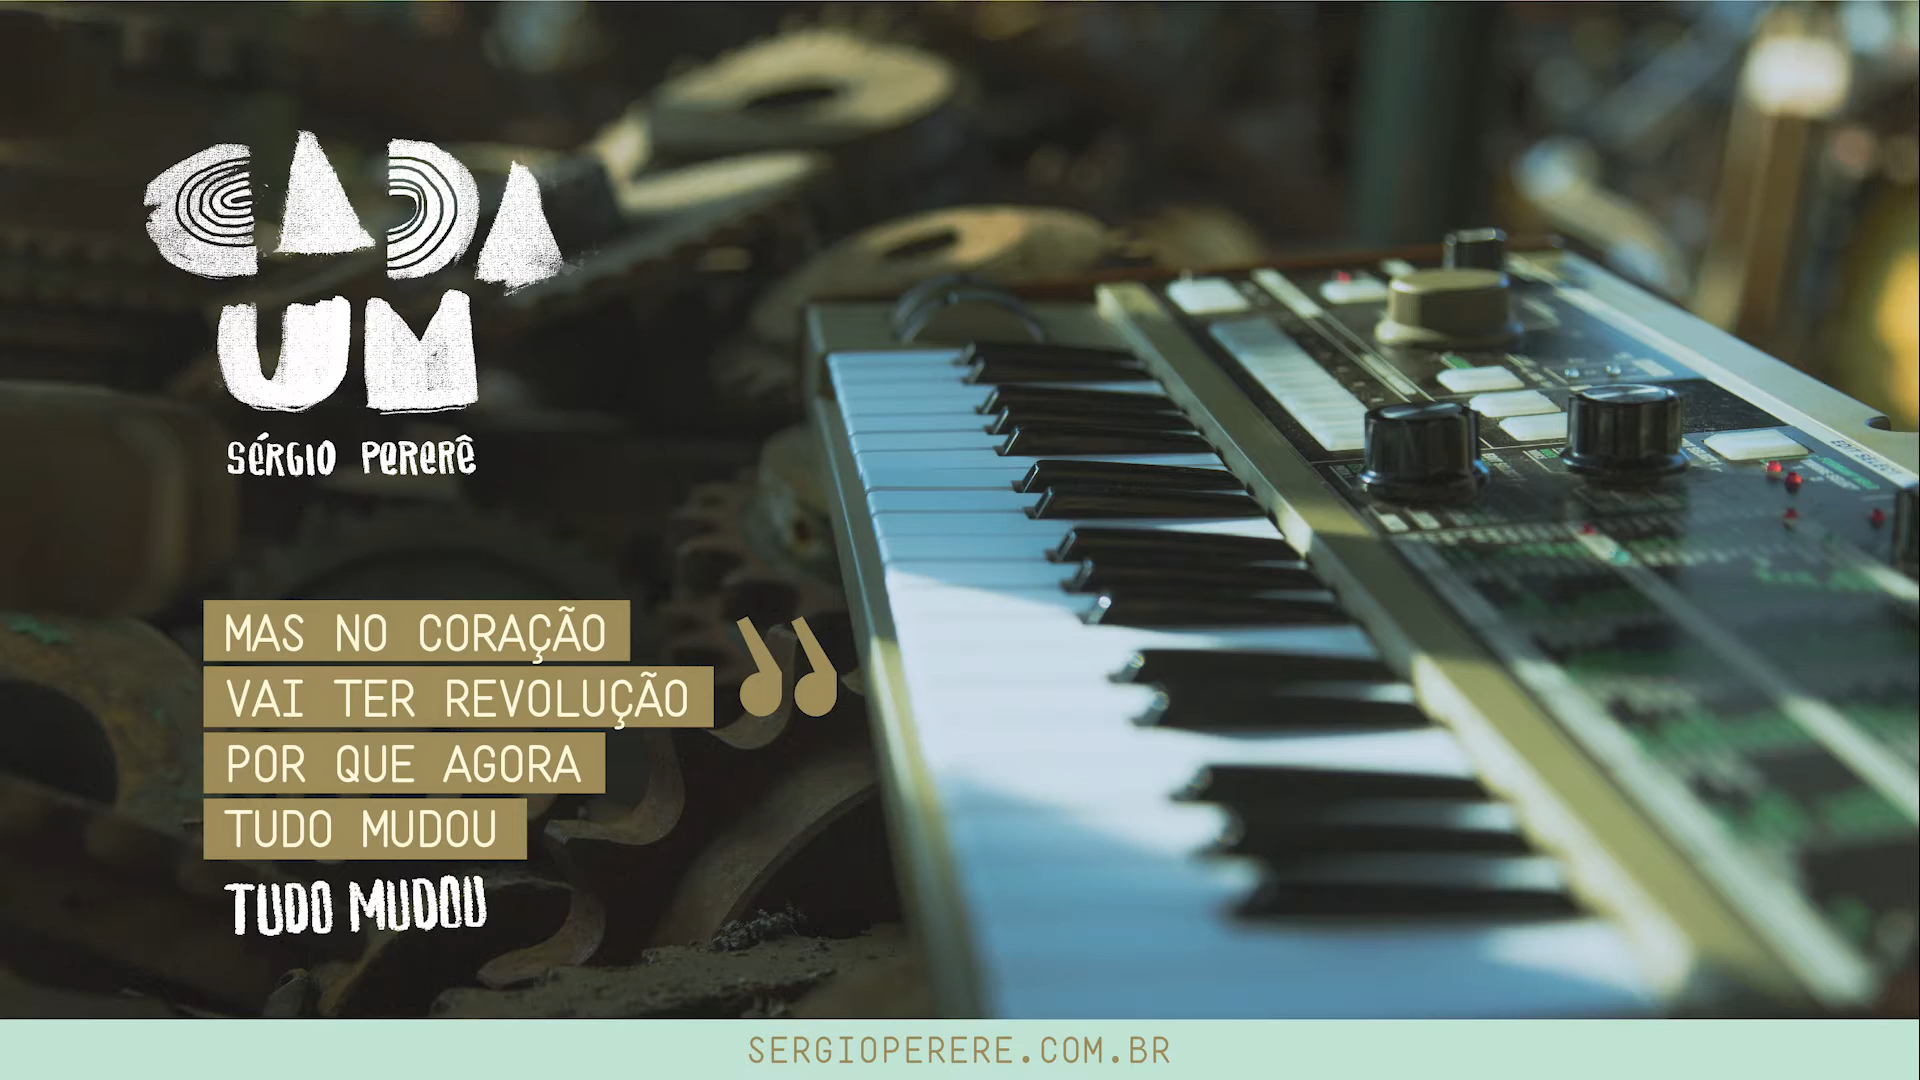 CADA
UM
SÉRGIO PERERÊ
MAS NO CORAÇÃO
VAI TER REVOLUÇÃO
POR QUE AGORA
TUDO MUDOU
TUDO MUDOU
SERGIOPERERE.COM.BR